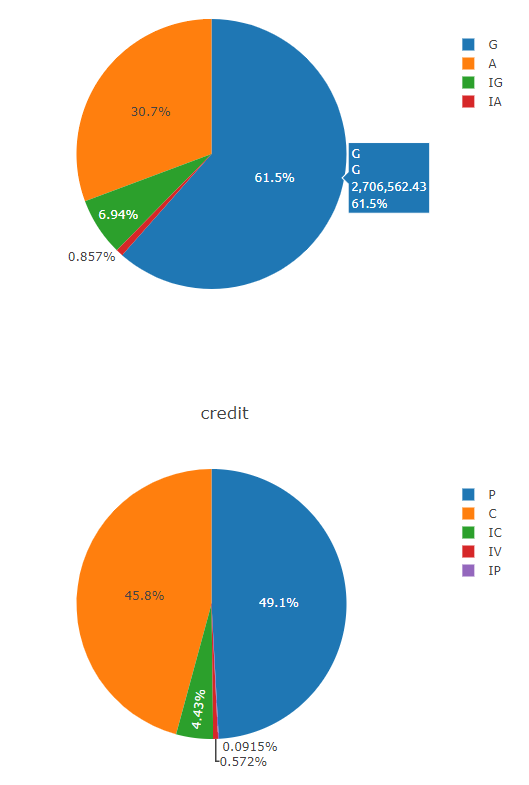 G
A
IG
IA
30.7%
61.5%
G
G
2,706,562.43
61.5%
6.94%
0.857%
credit
P
C
IC
IV
IP
45.8%
49.1%
4.43%
0.0915%
0.572%